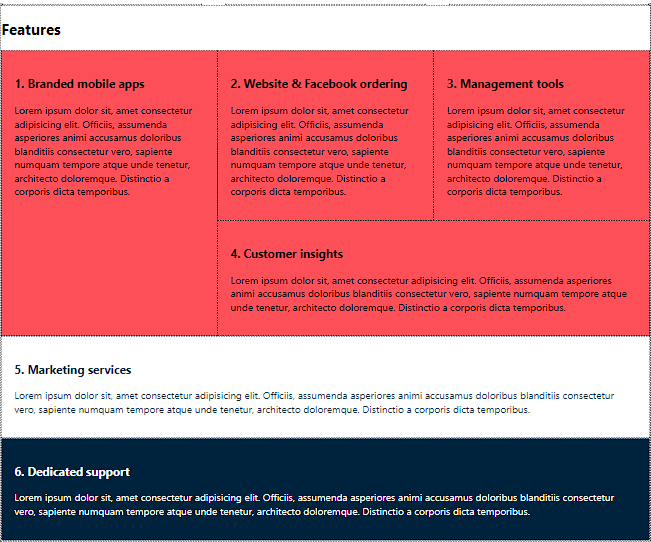 Features
1. Branded mobile apps
Lorem ipsum dolor sit, amet consectetur
adipisicing elit. Officiis, assumenda
asperiores animi accusamus doloribus
blanditiis consectetur vero, sapiente
numquam tempore atque unde tenetur,
architecto doloremque. Distinctio a
corporis dicta temporibus.
2. Website & Facebook ordering
Lorem ipsum dolor sit, amet consectetur
adipisicing elit. Officiis, assumenda
asperiores animi accusamus doloribus
blanditiis consectetur vero, sapiente
numquam tempore atque unde tenetur,
architecto doloremque. Distinctio a
corporis dicta temporibus.
3. Management tools
Lorem ipsum dolor sit, amet consectetur
adipisicing elit. Officiis, assumenda
asperiores animi accusamus doloribus
blanditiis consectetur vero, sapiente
numquam tempore atque unde tenetur,
architecto doloremque. Distinctio a
corporis dicta temporibus.
4. Customer insights
Lorem ipsum dolor sit, amet consectetur adipisicing elit. Officiis, assumenda asperiores
animi accusamus doloribus blanditiis consectetur vero, sapiente numquam tempore atque
unde tenetur, architecto doloremque. Distinctio a corporis dicta temporibus.
5. Marketing services
Lorem ipsum dolor sit, amet consectetur adipisicing elit. Officiis, assumenda asperiores animi accusamus doloribus blanditiis consectetur
vero, sapiente numquam tempore atque unde tenetur, architecto doloremque. Distinctio a corporis dicta temporibus.
6. Dedicated support
Lorem ipsum dolor sit, amet consectetur adipisicing elit. Officiis, assumenda asperiores animi accusamus doloribus blanditiis consectetur
vero, sapiente numquam tempore atque unde tenetur, architecto doloremque. Distinctio a corporis dicta temporibus.